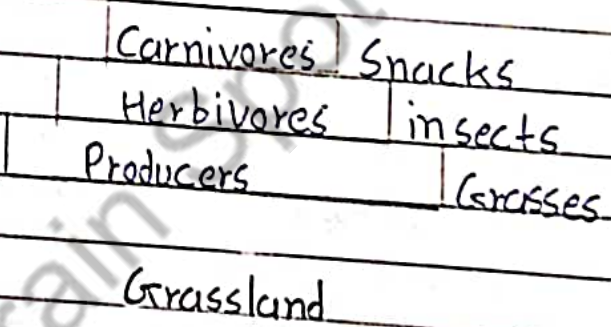 Carnivores Snacks
Herbivores insects
Producers Grasses
Grassland